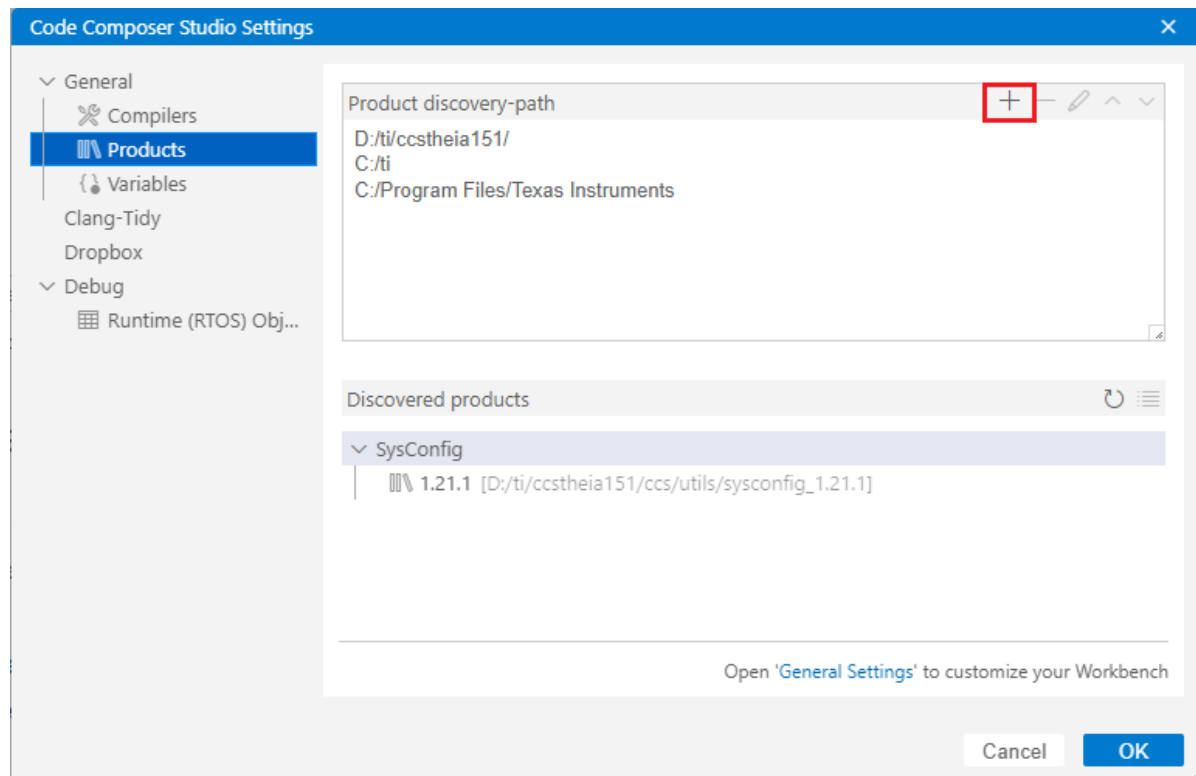 Code Composer Studio Settings
General
Compilers
Products
Variables
Clang-Tidy
Dropbox
Debug
Runtime (RTOS) Obj...
Product discovery-path
D:/ti/ccstheia151/
C:/ti
C:/Program Files/Texas Instruments
Discovered products
SysConfig
1.21.1 [D:/ti/ccstheia151/ccs/utils/sysconfig_1.21.1]
Open 'General Settings' to customize your Workbench
Cancel
OK